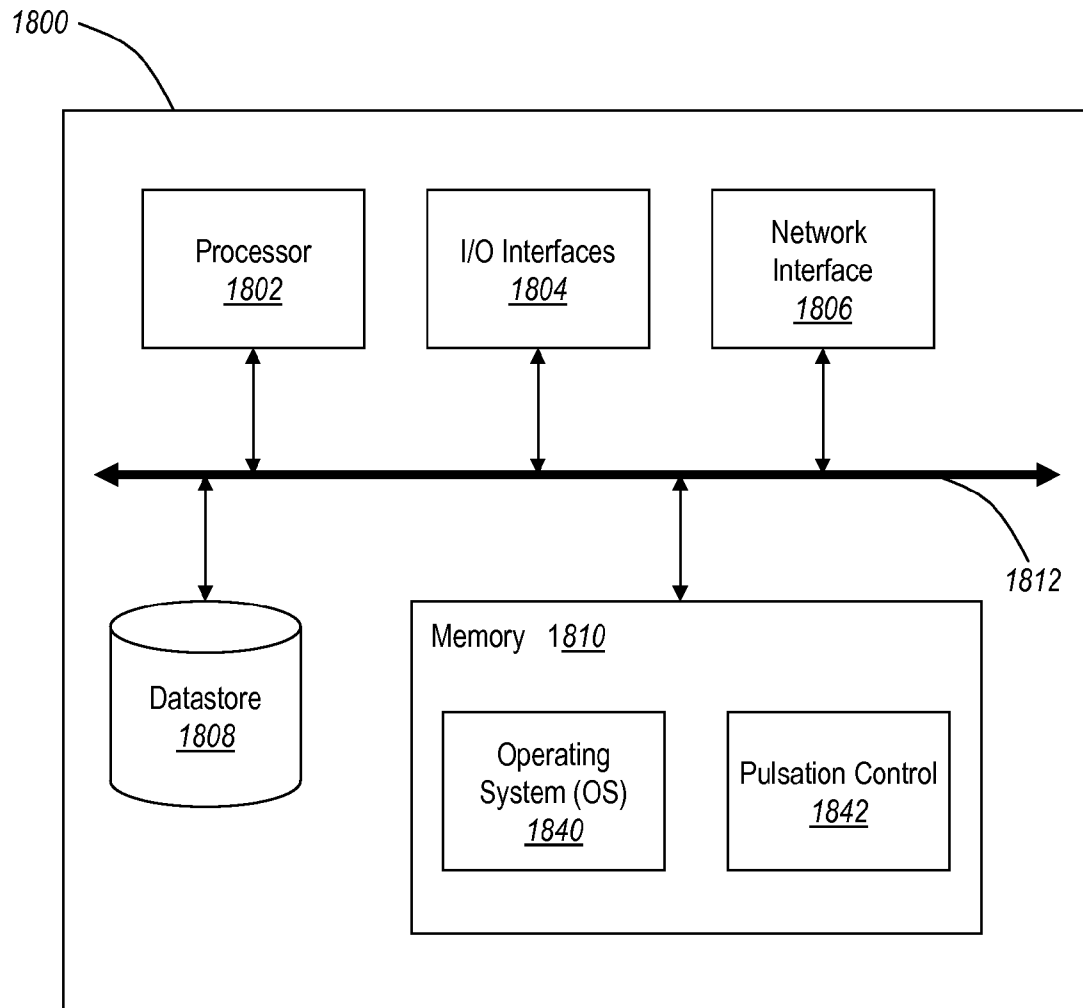 1800
Processor
1802
I/O Interfaces
1804
Network
Interface
1806
1812
Datastore
1808
Memory 1810
Operating
System (OS)
1840
Pulsation Control
1842